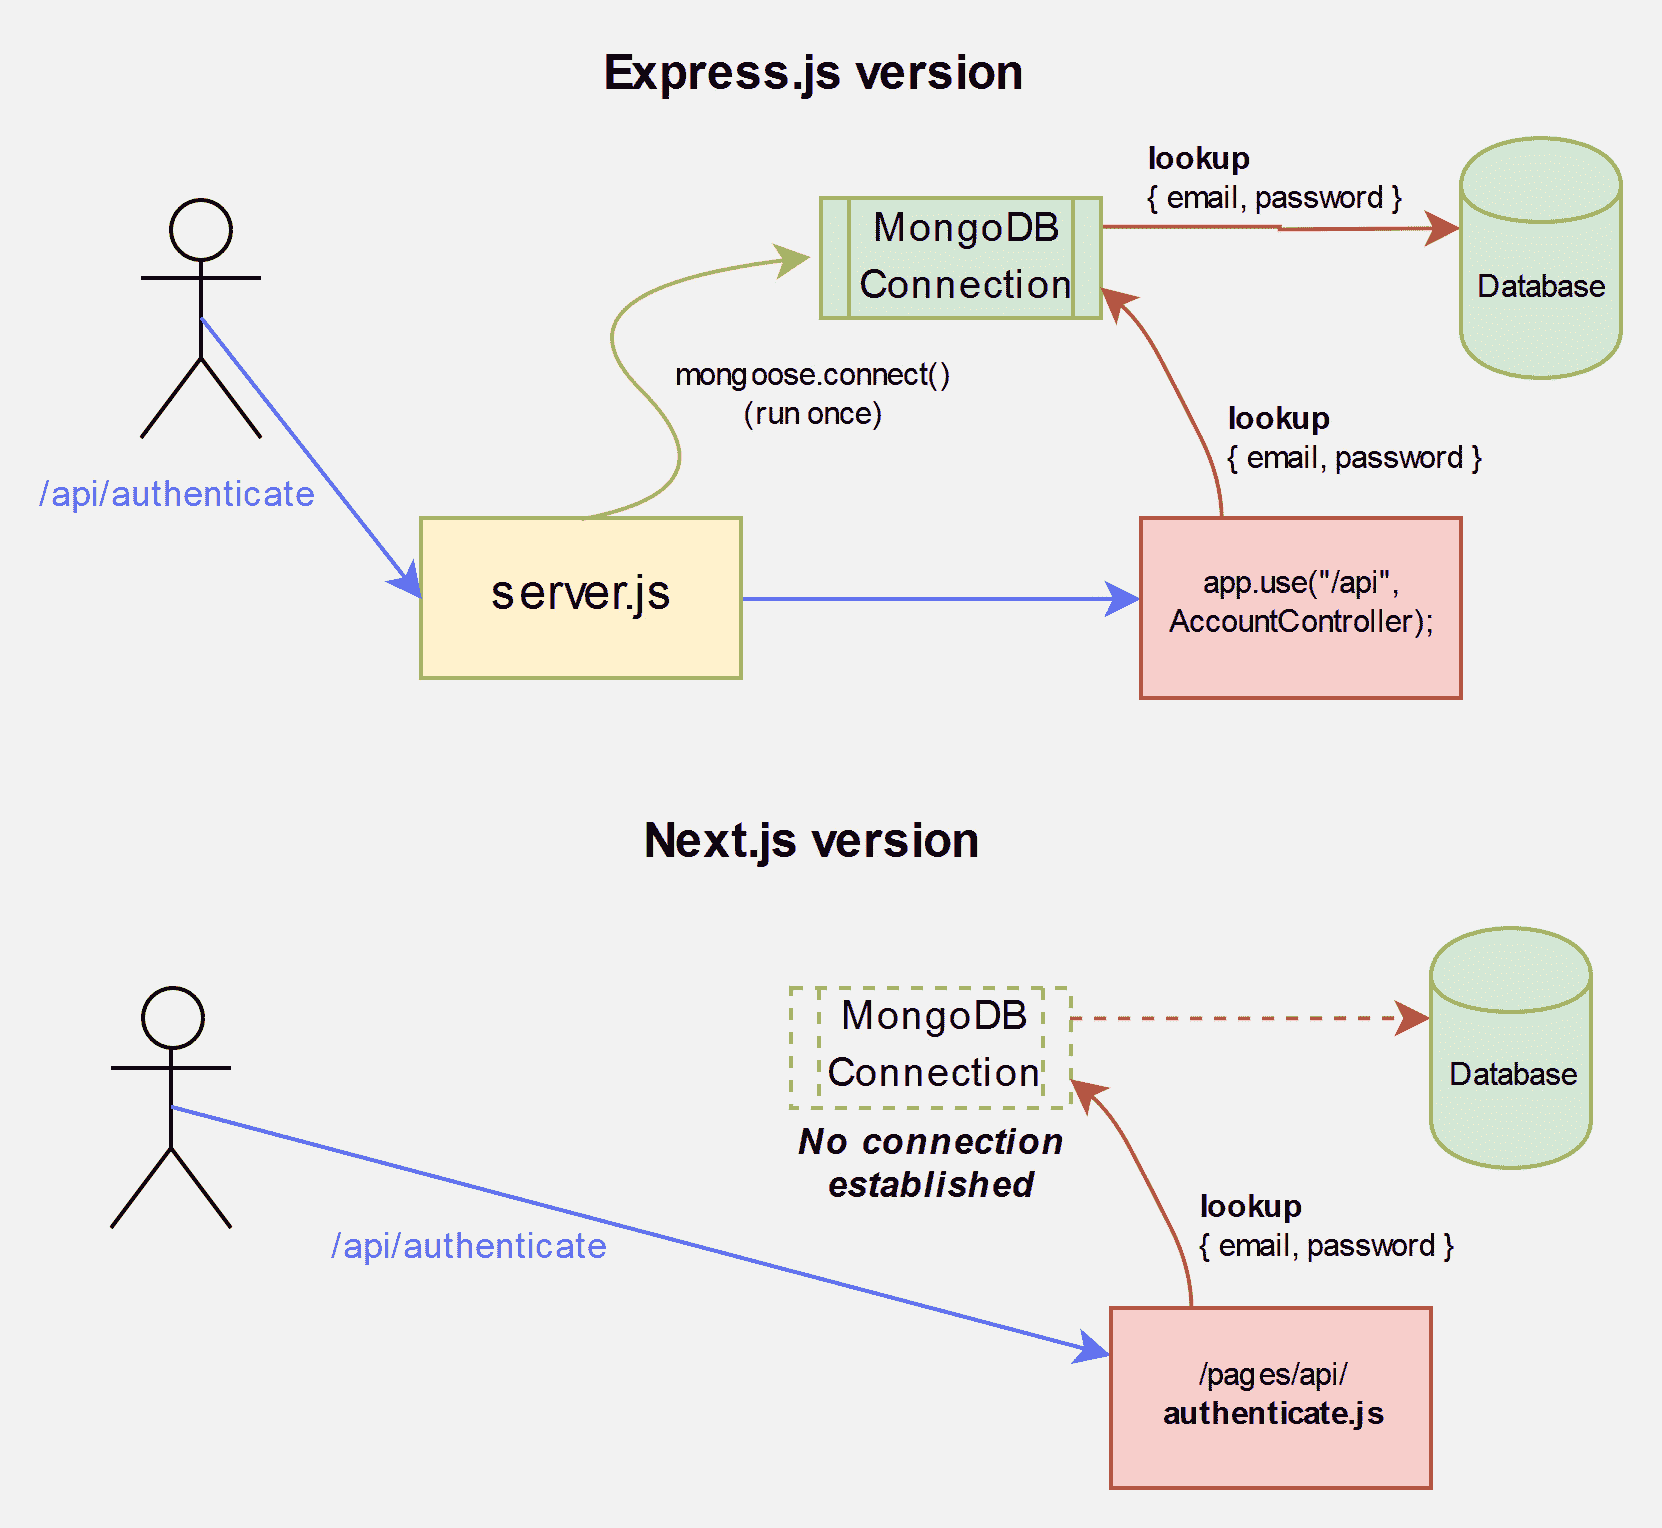 Express.js version
lookup
{ email, password }
MongoDB
Connection
Database
mongoose.connect()
(run once)
lookup
{ email, password }
/api/authenticate
server.js
app.use("/api",
AccountController);
Next.js version
MongoDB
Connection
Database
No connection
established
lookup
{ email, password }
/api/authenticate
/pages/api/
authenticate.js